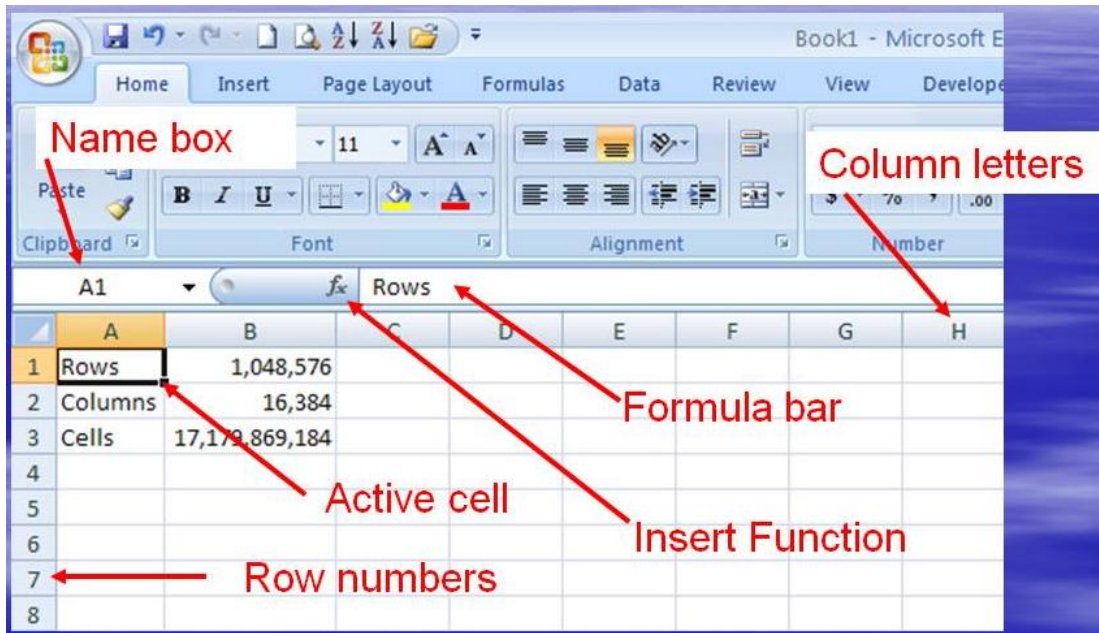 Book1 - Microsoft E
Home Insert Page Layout Formulas Data Review View Develope
Name box
11 A A
Column letters
Paste B I U A $ % , .00
Clipboard Font Alignment Number
A1 fx Rows
A B C D E F G H
1 Rows 1,048,576
2 Columns 16,384
3 Cells 17,179,869,184
4
5
6
7
8
Formula bar
Active cell
Insert Function
Row numbers